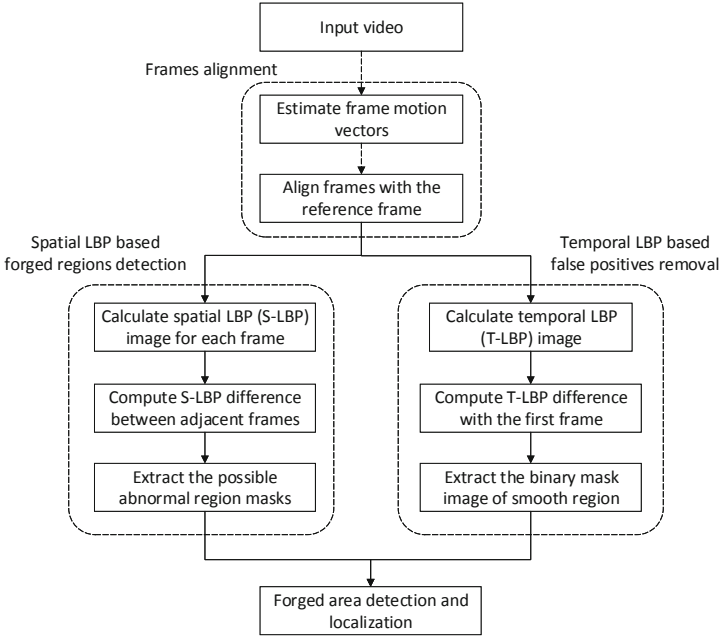 Input video
Frames alignment
Estimate frame motion
vectors
Align frames with the
reference frame
Spatial LBP based
forged regions detection
Temporal LBP based
false positives removal
Calculate spatial LBP (S-LBP)
image for each frame
Calculate temporal LBP
(T-LBP) image
Compute S-LBP difference
between adjacent frames
Compute T-LBP difference
with the first frame
Extract the possible
abnormal region masks
Extract the binary mask
image of smooth region
Forged area detection and
localization